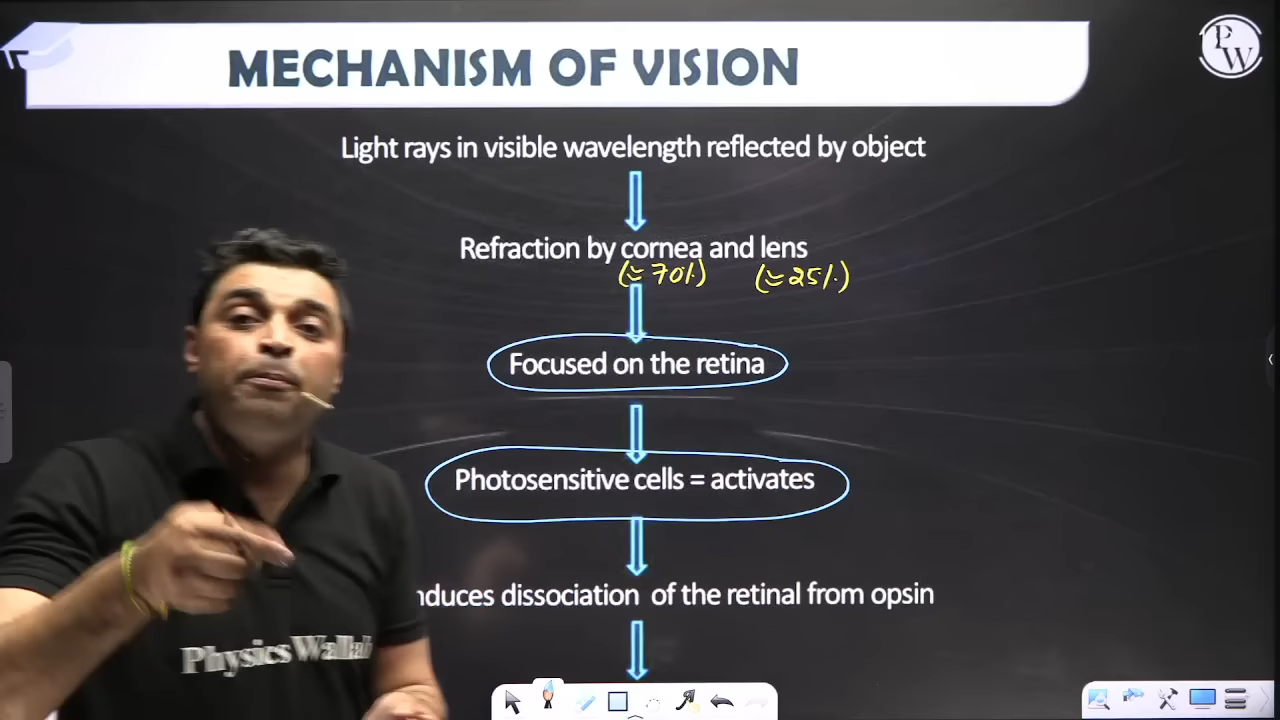 MECHANISM OF VISION
PW
Light rays in visible wavelength reflected by object
Refraction by cornea and lens
(≈70%) (≈25%)
Focused on the retina
Photosensitive cells = activates
nduces dissociation of the retinal from opsin
Physics Wallah